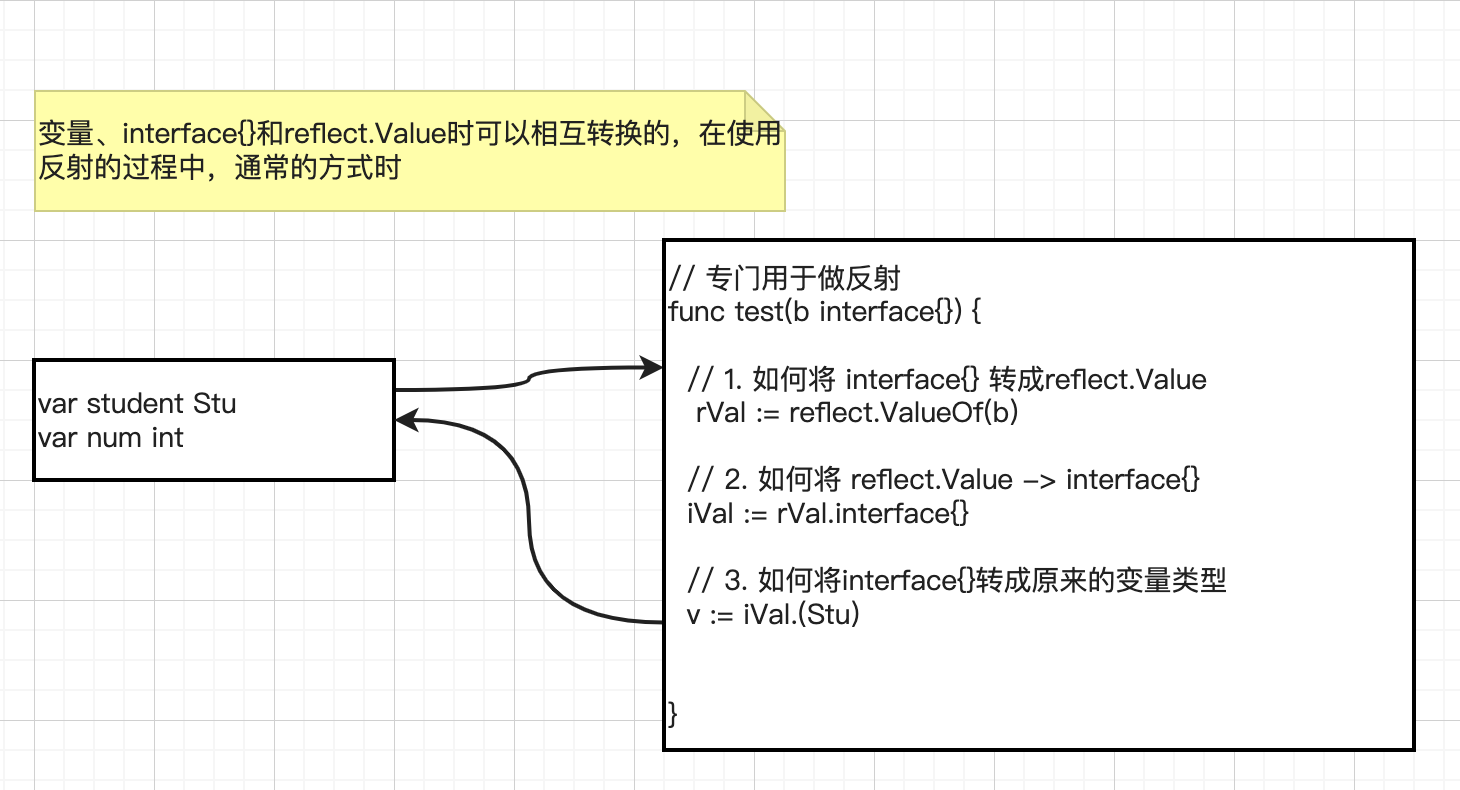 变量、interface{}和reflect.Value时可以相互转换的，在使用
反射的过程中，通常的方式时
// 专门用于做反射
func test(b interface{}) {
// 1. 如何将 interface{} 转成reflect.Value
rVal := reflect.ValueOf(b)
// 2. 如何将 reflect.Value -> interface{}
iVal := rVal.interface{}
// 3. 如何将interface{}转成原来的变量类型
v := iVal.(Stu)
}
var student Stu
var num int